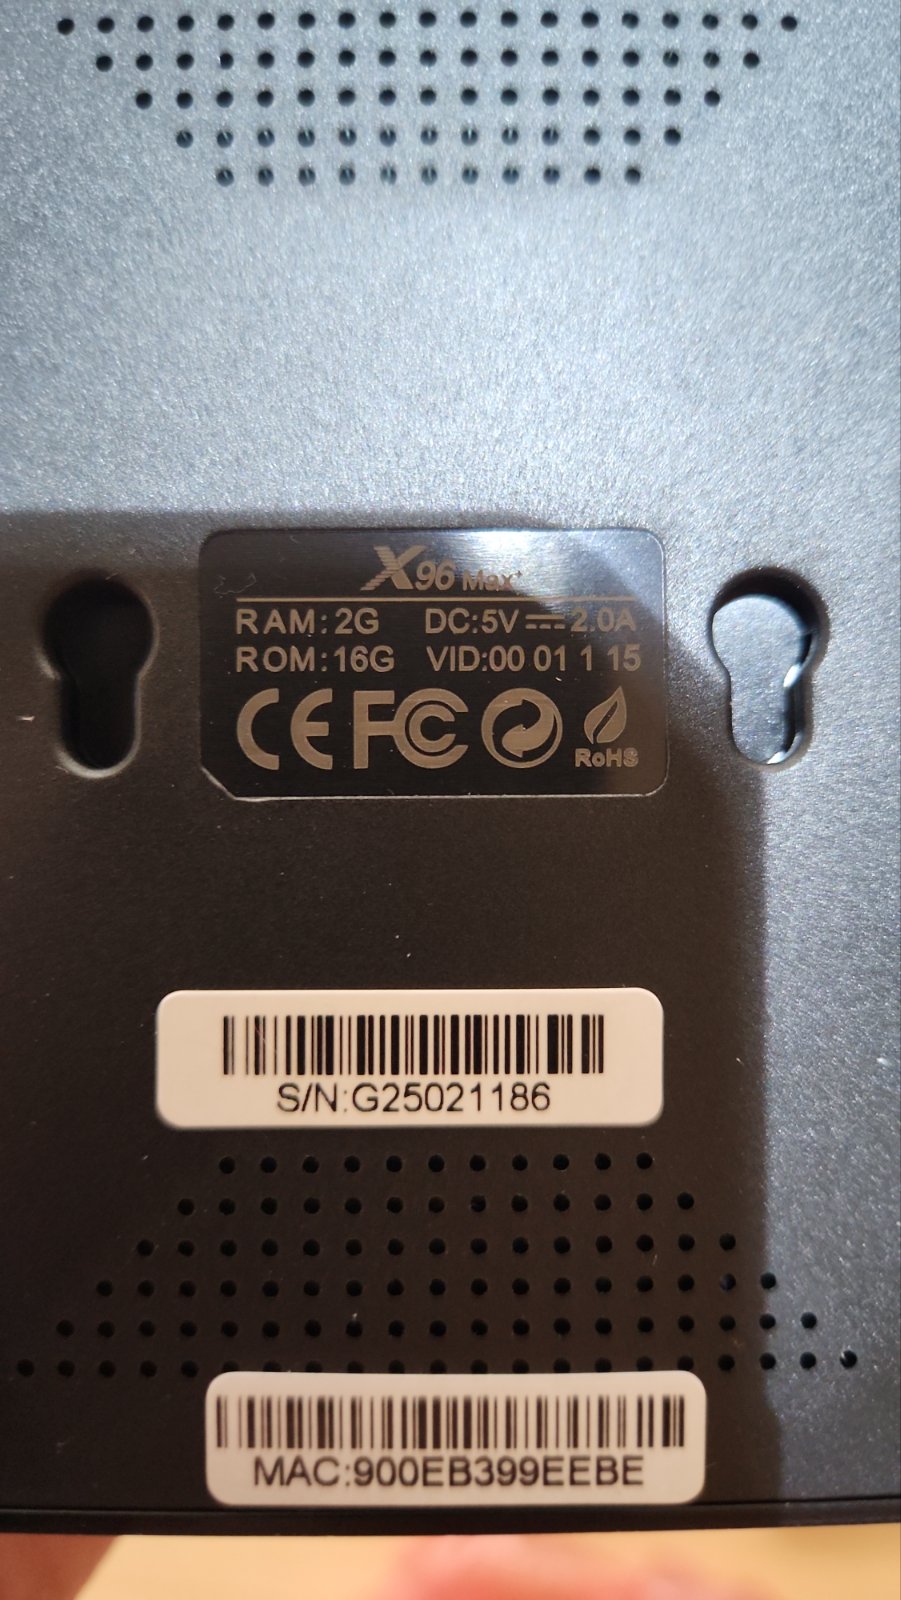 X96 Max+
RAM: 2G DC:5V 2.0A
ROM:16G VID:00 01 1 15
CE FC RoHS
S/N:G25021186
MAC:900EB399EEBE